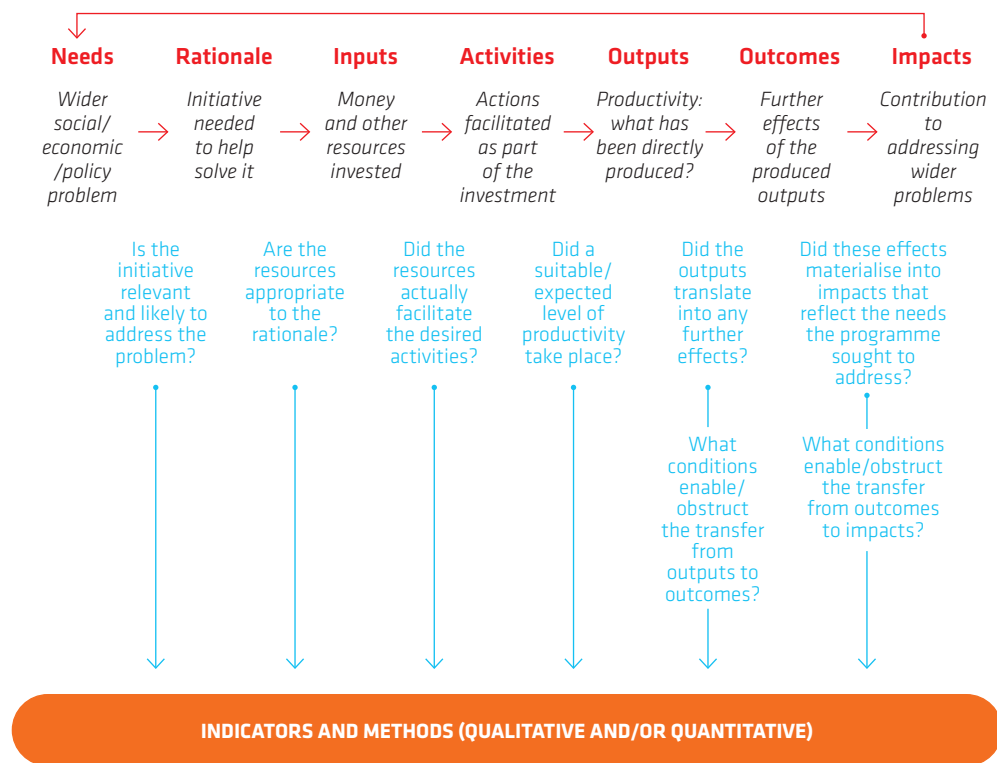 Needs
Rationale
Inputs
Activities
Outputs
Outcomes
Impacts
Wider
social/
economic
/policy
problem
Initiative
needed
to help
solve it
Money
and other
resources
invested
Actions
facilitated
as part
of the
investment
Productivity:
what has
been directly
produced?
Further
effects
of the
produced
outputs
Contribution
to
addressing
wider
problems
Is the
initiative
relevant
and likely to
address the
problem?
Are the
resources
appropriate
to the
rationale?
Did the
resources
actually
facilitate
the desired
activities?
Did a
suitable/
expected
level of
productivity
take place?
Did the
outputs
translate
into any
further
effects?
What
conditions
enable/
obstruct
the transfer
from
outputs to
outcomes?
Did these effects
materialise into
impacts that
reflect the needs
the programme
sought to
address?
What conditions
enable/obstruct
the transfer
from outcomes
to impacts?
INDICATORS AND METHODS (QUALITATIVE AND/OR QUANTITATIVE)